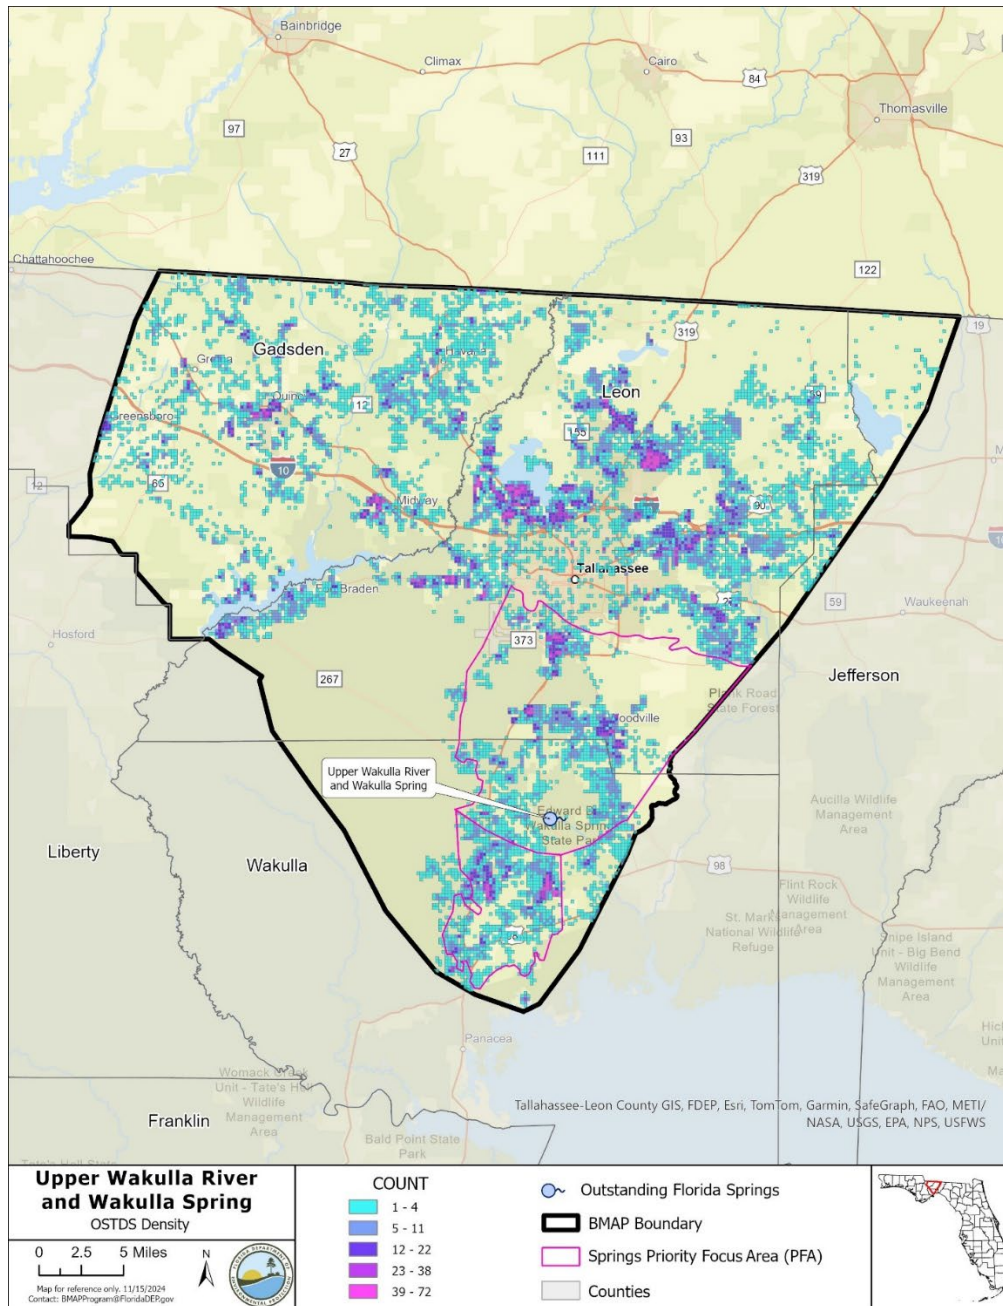 Bainbridge
Climax
Cairo
84
Thomasville
97
27
93
111
319
319
Chattahoochee
122
19
319
Gadsden
Leon
12
Greensboro
155
10
12
65
Midway
90
Tallahassee
Braden
373
59
Waukeenah
Hosford
267
Jefferson
State Forest
Woodville
Upper Wakulla River
and Wakulla Spring
Edward B
Wakulla Spring
State Park
Aucilla Wildlife
Management
Area
Liberty
Wakulla
98
Flint Rock
Wildlife
Management
Area
St. Marks
National Wildlife
Refuge
Snipe Island
Unit - Big Bend
Wildlife
Management
Area
Panacea
Womack Creek
Unit - Tate's Hell
Wildlife
Management
Area
Tallahassee-Leon County GIS, FDEP, Esri, TomTom, Garmin, SafeGraph, FAO, METI/
NASA, USGS, EPA, NPS, USFWS
Franklin
Bald Point State
Park
Upper Wakulla River
and Wakulla Spring
OSTDS Density
0 2.5 5 Miles
N
Map for reference only. 11/15/2024
Contact: BMAPProgram@FloridaDEP.gov
COUNT
1 - 4
5 - 11
12 - 22
23 - 38
39 - 72
Outstanding Florida Springs
BMAP Boundary
Springs Priority Focus Area (PFA)
Counties